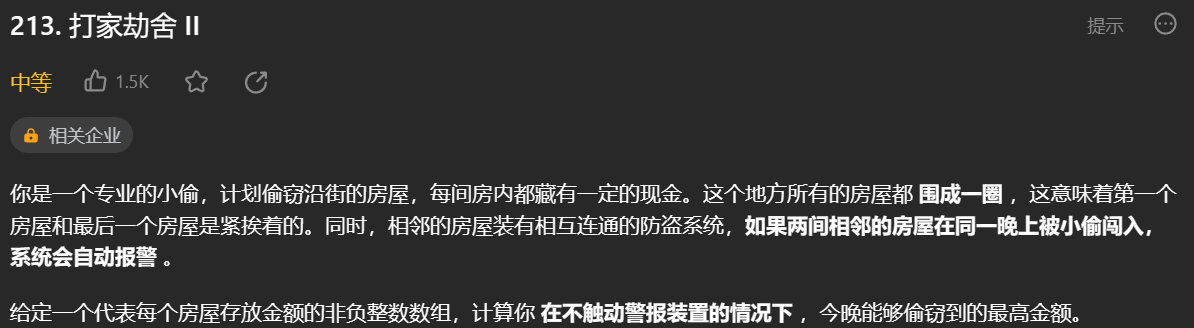 213. 打家劫舍 II
提示
中等
1.5K
相关企业
你是一个专业的小偷，计划偷窃沿街的房屋，每间房内都藏有一定的现金。这个地方所有的房屋都 围成一圈 ，这意味着第一个
房屋和最后一个房屋是紧挨着的。同时，相邻的房屋装有相互连通的防盗系统，如果两间相邻的房屋在同一晚上被小偷闯入，
系统会自动报警 。
给定一个代表每个房屋存放金额的非负整数数组，计算你 在不触动警报装置的情况下 ，今晚能够偷窃到的最高金额。